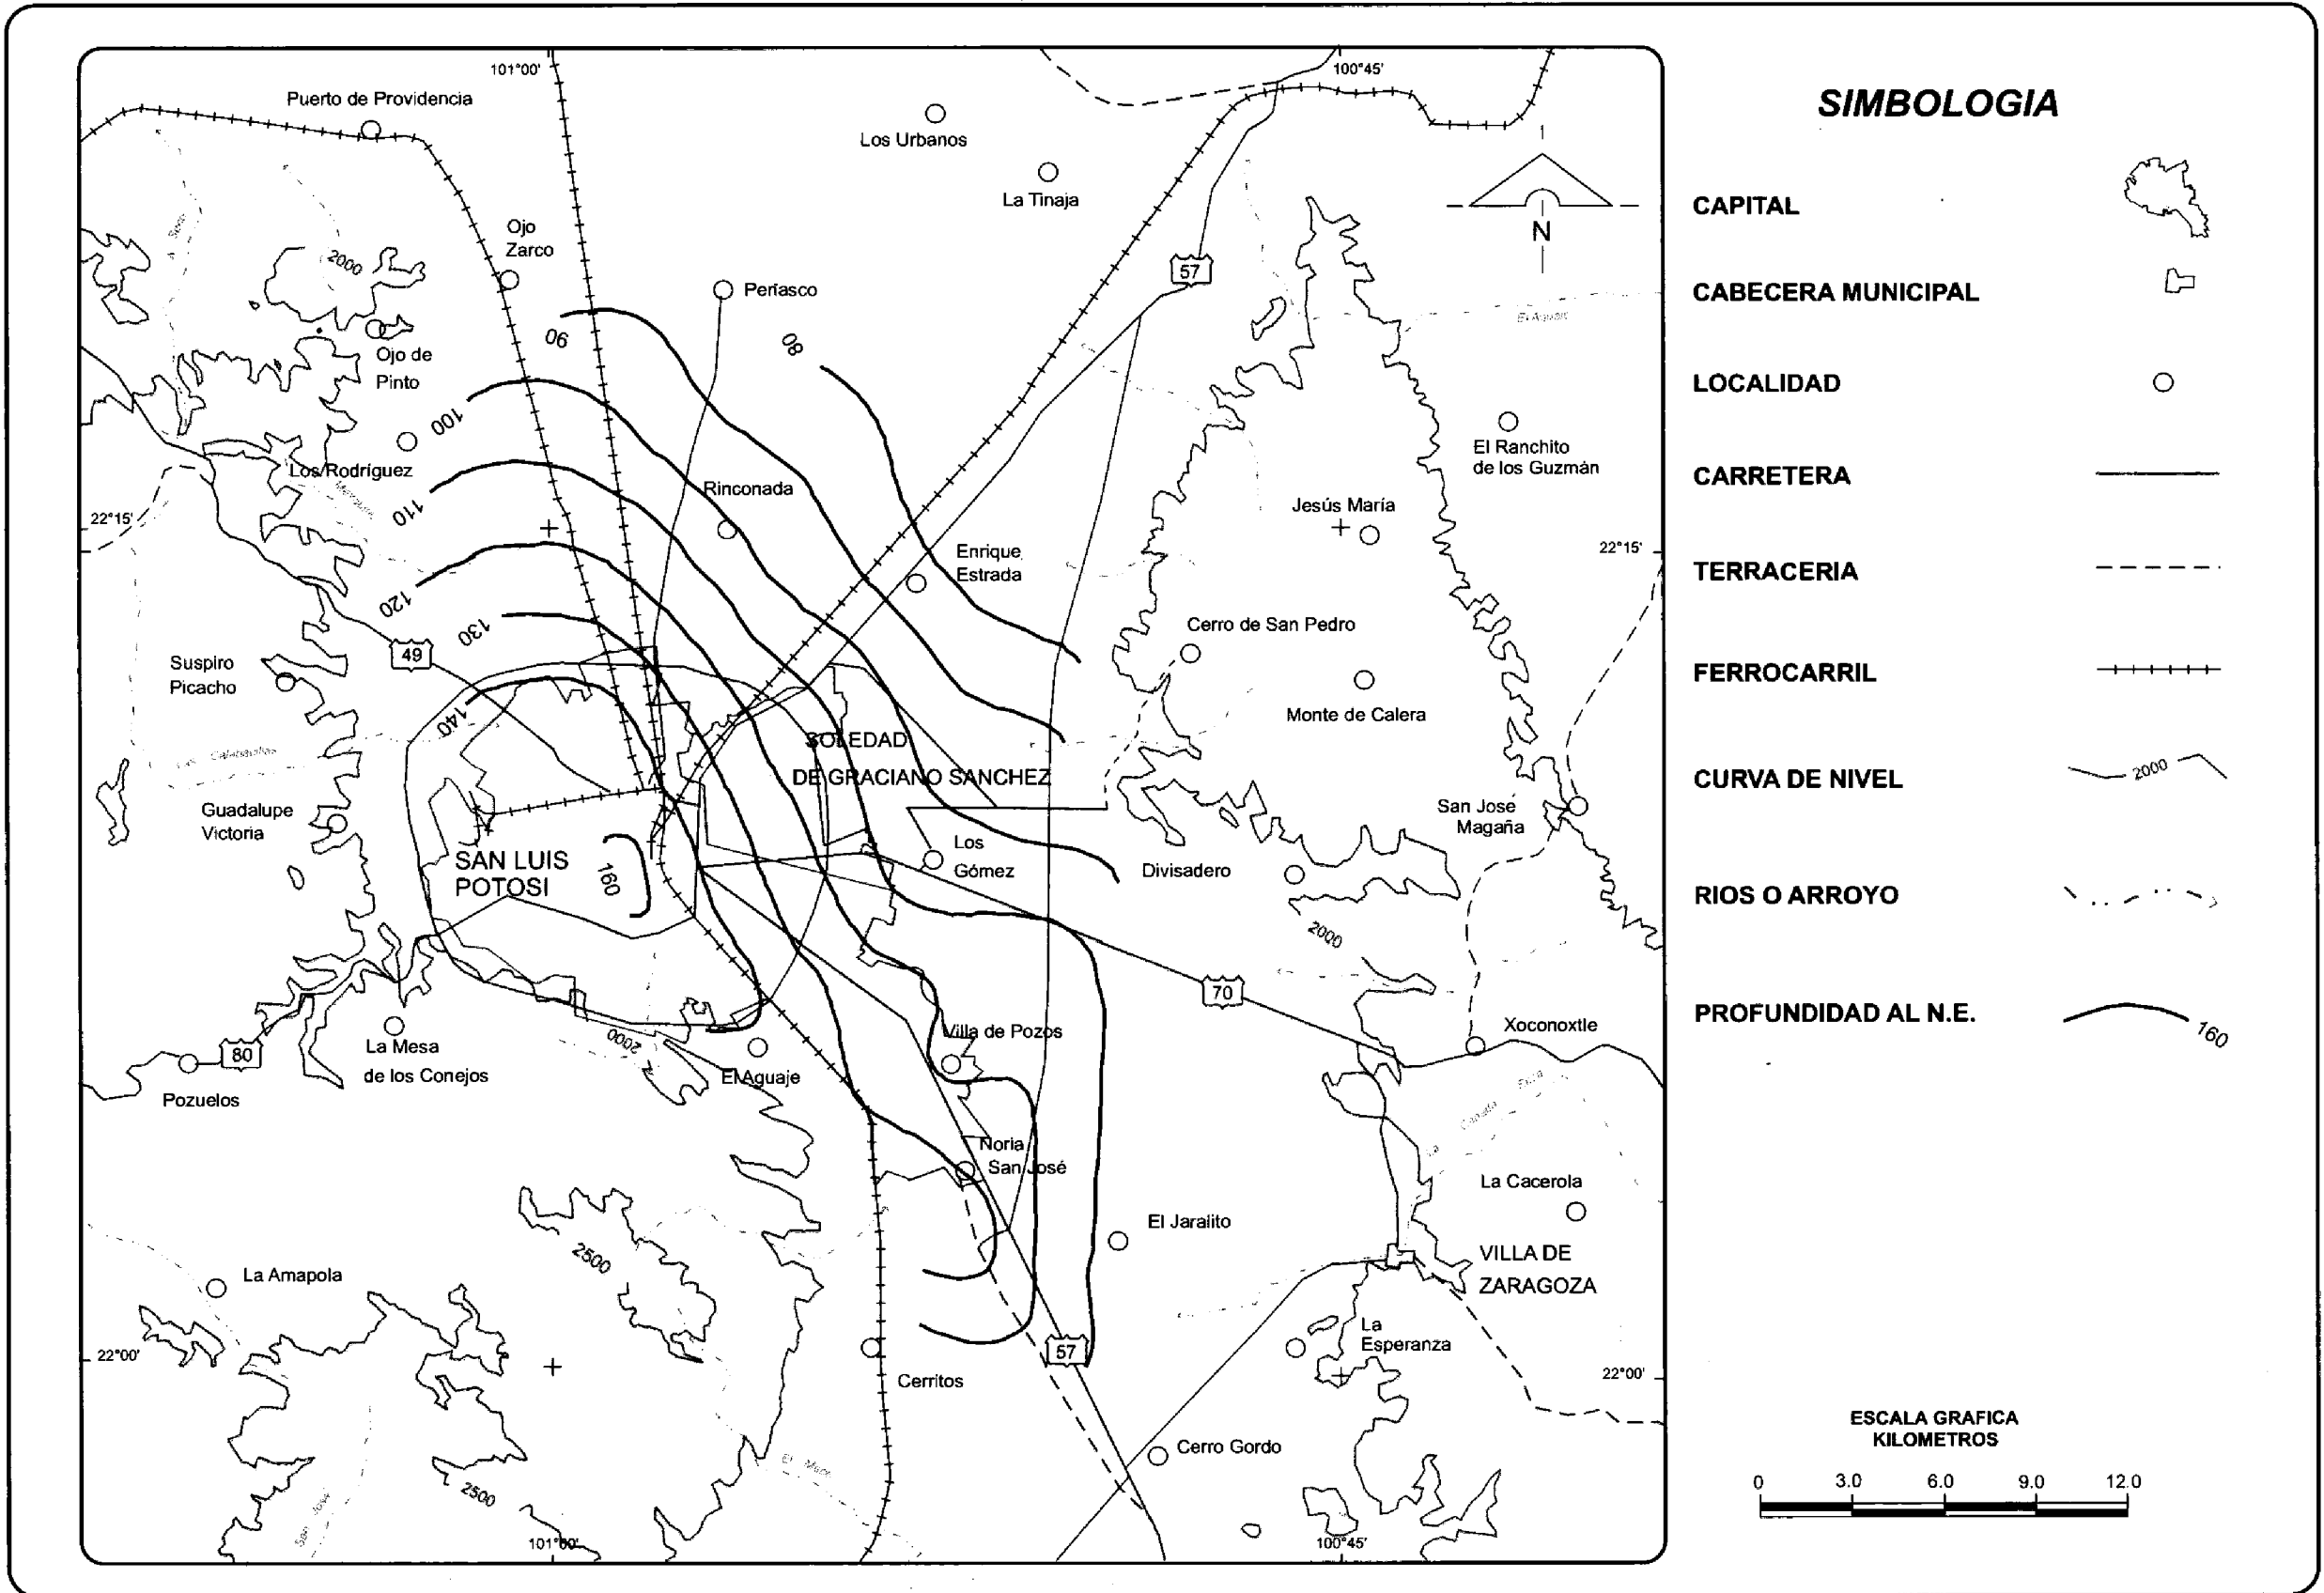 101°00'
100°45'
Puerto de Providencia
Los Urbanos
La Tinaja
Ojo
Zarco
2000
Peñasco
57
N
90
80
Ojo de
Pinto
100
Los Rodríguez
El Ranchito
de los Guzmán
110
Rinconada
Jesús María
22°15'
22°15'
Enrique
Estrada
120
130
Cerro de San Pedro
49
Suspiro
Picacho
Monte de Calera
140
SOLEDAD
DE GRACIANO SANCHEZ
Guadalupe
Victoria
San José
Magaña
SAN LUIS
POTOSI
160
Los
Gómez
Divisadero
2000
70
Villa de Pozos
Xoconoxtle
80
La Mesa
de los Conejos
2000
El Aguaje
Pozuelos
Noria
San José
La Cacerola
El Jaralito
2500
VILLA DE
ZARAGOZA
La Amapola
La
Esperanza
57
22°00'
22°00'
Cerritos
Cerro Gordo
2500
101°00'
100°45'
SIMBOLOGIA
CAPITAL
CABECERA MUNICIPAL
LOCALIDAD
CARRETERA
TERRACERIA
FERROCARRIL
CURVA DE NIVEL
2000
RIOS O ARROYO
PROFUNDIDAD AL N.E.
160
ESCALA GRAFICA
KILOMETROS
0 3.0 6.0 9.0 12.0